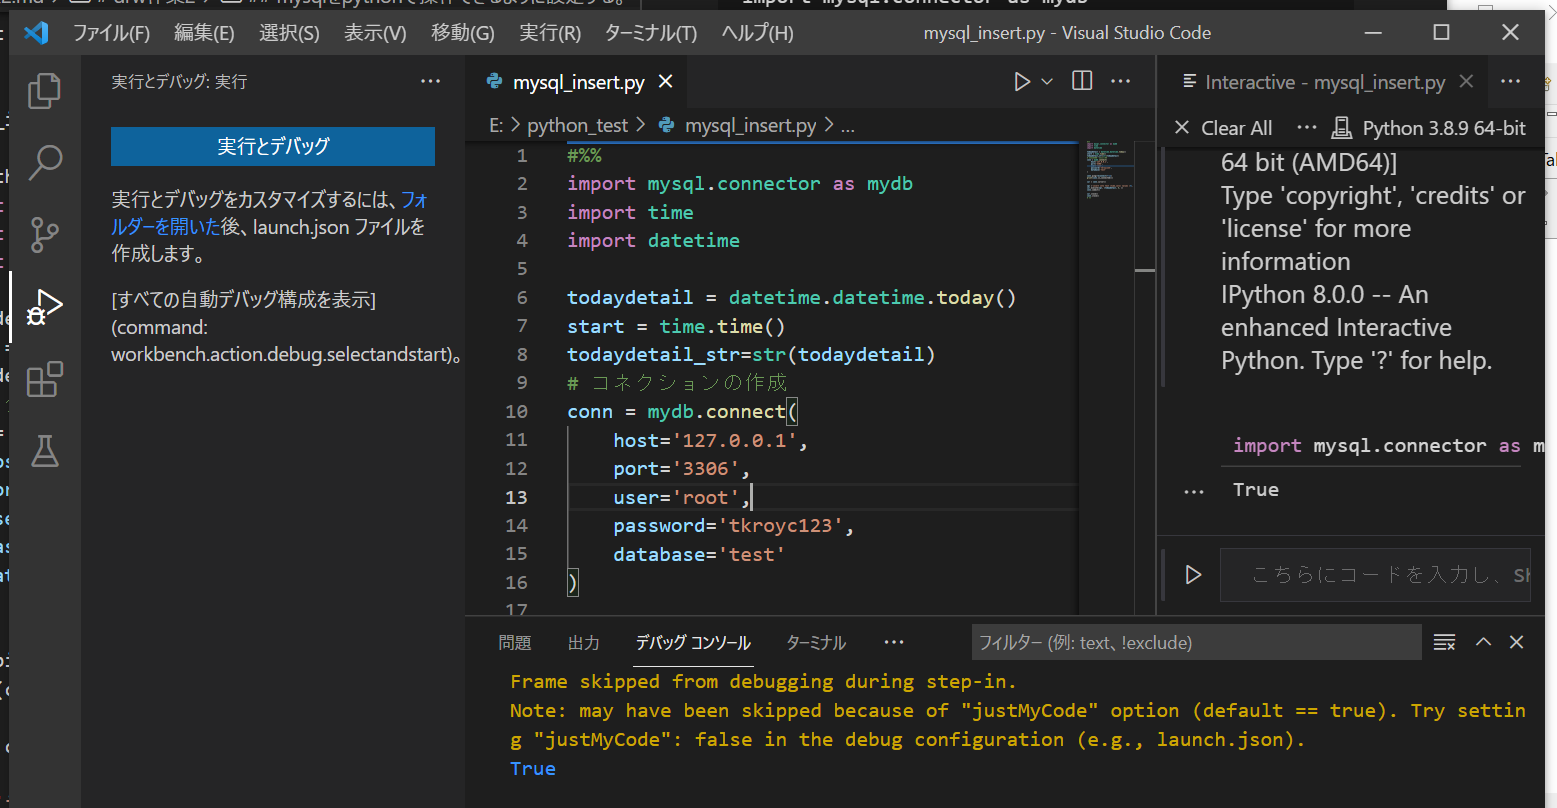 ファイル(F) 編集(E) 選択(S) 表示(V) 移動(G) 実行(R) ターミナル(T) ヘルプ(H) mysql_insert.py - Visual Studio Code
実行とデバッグ: 実行
実行とデバッグ
実行とデバッグをカスタマイズするには、フォ
ルダーを開いた後、launch.json ファイルを
作成します。
[すべての自動デバッグ構成を表示]
(command:
workbench.action.debug.selectandstart)。
mysql_insert.py
E: > python_test > mysql_insert.py > ...
1 #%%
2 import mysql.connector as mydb
3 import time
4 import datetime
5
6 todaydetail = datetime.datetime.today()
7 start = time.time()
8 todaydetail_str=str(todaydetail)
9 # コネクションの作成
10 conn = mydb.connect(
11 host='127.0.0.1',
12 port='3306',
13 user='root',
14 password='tkroyc123',
15 database='test'
16 )
17
Interactive - mysql_insert.py
Clear All ... Python 3.8.9 64-bit
64 bit (AMD64)]
Type 'copyright', 'credits' or
'license' for more
information
IPython 8.0.0 -- An
enhanced Interactive
Python. Type '?' for help.
import mysql.connector as m
... True
こちらにコードを入力し、Sh
問題 出力 デバッグ コンソール ターミナル ... フィルター (例: text、!exclude)
Frame skipped from debugging during step-in.
Note: may have been skipped because of "justMyCode" option (default == true). Try settin
g "justMyCode": false in the debug configuration (e.g., launch.json).
True